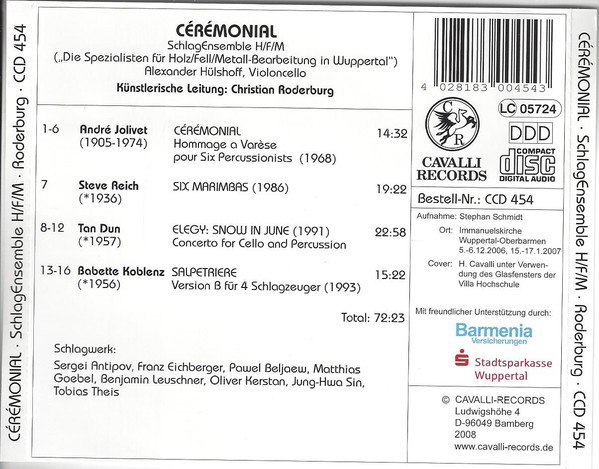 CÉRÉMONIAL · SchlagEnsemble H/F/M · Roderburg · CCD 454
CÉRÉMONIAL
SchlagEnsemble H/F/M
(„Die Spezialisten für Holz/Fell/Metall-Bearbeitung in Wuppertal“)
Alexander Hülshoff, Violoncello
Künstlerische Leitung: Christian Roderburg
1-6 André Jolivet CÉRÉMONIAL 14:32
(1905-1974) Hommage a Varèse
pour Six Percussionists (1968)
7 Steve Reich SIX MARIMBAS (1986) 19:22
(*1936)
8-12 Tan Dun ELEGY: SNOW IN JUNE (1991) 22:58
(*1957) Concerto for Cello and Percussion
13-16 Babette Koblenz SALPETRIERE 15:22
(*1956) Version B für 4 Schlagzeuger (1993)
Total: 72:23
Schlagwerk:
Sergei Antipov, Franz Eichberger, Pawel Beljaew, Matthias
Goebel, Benjamin Leuschner, Oliver Kerstan, Jung-Hwa Sin,
Tobias Theis
4 028183 004543
C R
CAVALLI
RECORDS
LC 05724
DDD
COMPACT
disc
DIGITAL AUDIO
Bestell-Nr.: CCD 454
Aufnahme: Stephan Schmidt
Ort: Immanuelskirche
Wuppertal-Oberbarmen
5.-6.12.2006, 15.-17.1.2007
Cover: H. Cavalli unter Verwen-
dung des Glasfensters der
Villa Hochschule
Mit freundlicher Unterstützung durch:
Barmenia
Versicherungen
Stadtsparkasse
Wuppertal
© CAVALLI-RECORDS
Ludwigshöhe 4
D-96049 Bamberg
2008
www.cavalli-records.de
CÉRÉMONIAL · SchlagEnsemble H/F/M · Roderburg · CCD 454